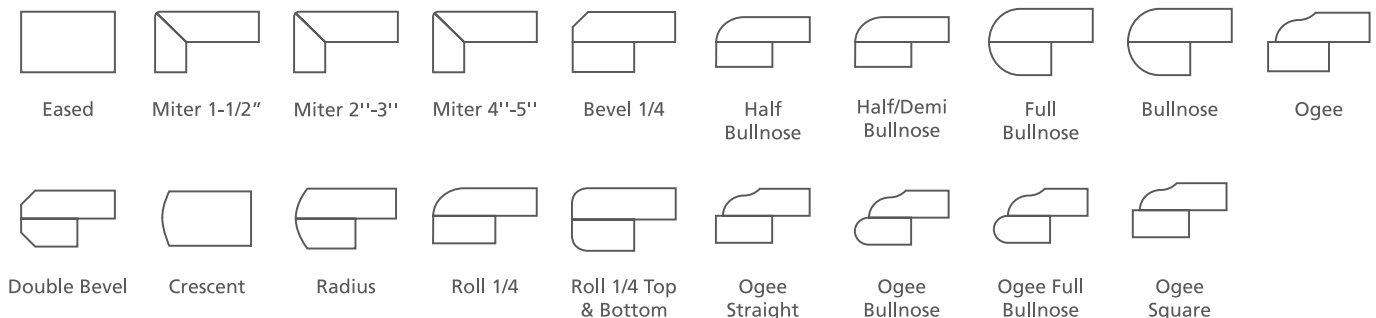 Eased
Miter 1-1/2”
Miter 2''-3''
Miter 4''-5''
Bevel 1/4
Half
Bullnose
Half/Demi
Bullnose
Full
Bullnose
Bullnose
Ogee
Double Bevel
Crescent
Radius
Roll 1/4
Roll 1/4 Top
& Bottom
Ogee
Straight
Ogee
Bullnose
Ogee Full
Bullnose
Ogee
Square